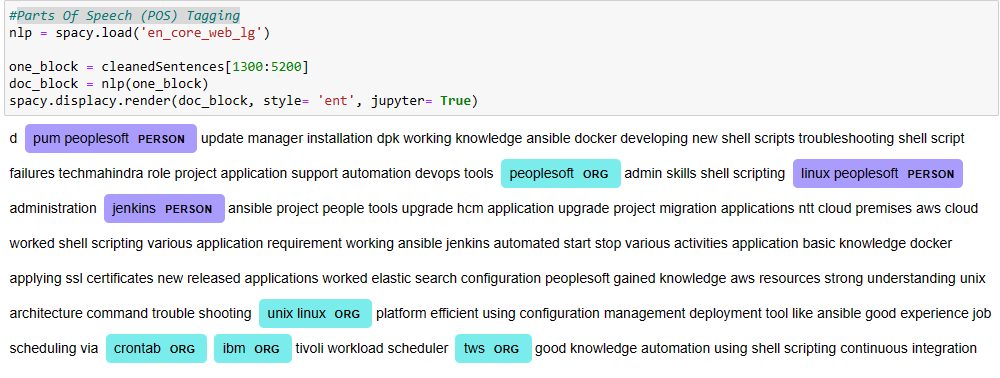 #Parts Of Speech (POS) Tagging
nlp = spacy.load('en_core_web_lg')
one_block = cleanedSentences[1300:5200]
doc_block = nlp(one_block)
spacy.displacy.render(doc_block, style= 'ent', jupyter= True)
d pum peoplesoft PERSON update manager installation dpk working knowledge ansible docker developing new shell scripts troubleshooting shell script
failures techmahindra role project application support automation devops tools peoplesoft ORG admin skills shell scripting linux peoplesoft PERSON
administration jenkins PERSON ansible project people tools upgrade hcm application upgrade project migration applications ntt cloud premises aws cloud
worked shell scripting various application requirement working ansible jenkins automated start stop various activities application basic knowledge docker
applying ssl certificates new released applications worked elastic search configuration peoplesoft gained knowledge aws resources strong understanding unix
architecture command trouble shooting unix linux ORG platform efficient using configuration management deployment tool like ansible good experience job
scheduling via crontab ORG ibm ORG tivoli workload scheduler tws ORG good knowledge automation using shell scripting continuous integration